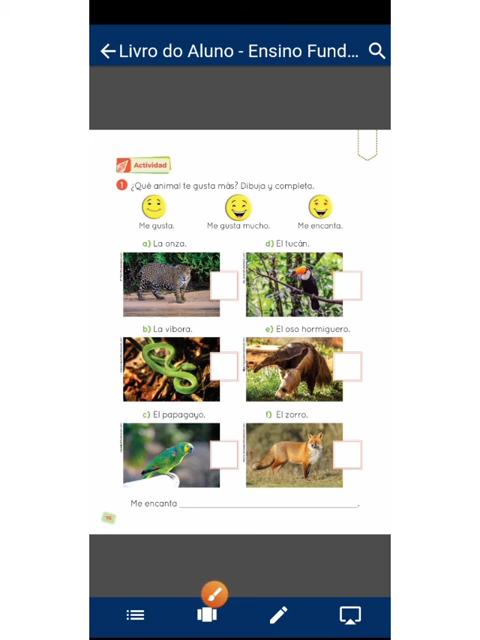 Livro do Aluno - Ensino Fund...
Actividad
1 ¿Qué animal te gusta más? Dibuja y completa.
Me gusta. Me gusta mucho. Me encanta.
a) La onza. d) El tucán.
b) La víbora. e) El oso hormiguero.
c) El papagayo. f) El zorro.
Me encanta ______________________.